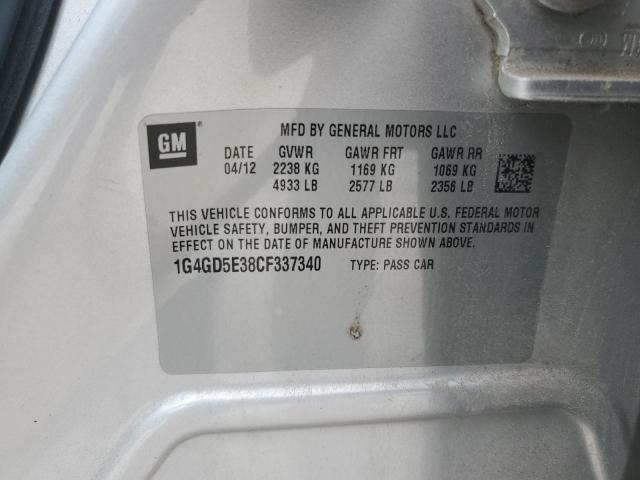 GM ® MFD BY GENERAL MOTORS LLC
DATE GVWR GAWR FRT GAWR RR
04/12 2238 KG 1169 KG 1069 KG
4933 LB 2577 LB 2356 LB
THIS VEHICLE CONFORMS TO ALL APPLICABLE U.S. FEDERAL MOTOR
VEHICLE SAFETY, BUMPER, AND THEFT PREVENTION STANDARDS IN
EFFECT ON THE DATE OF MANUFACTURE SHOWN ABOVE.
1G4GD5E38CF337340 TYPE: PASS CAR